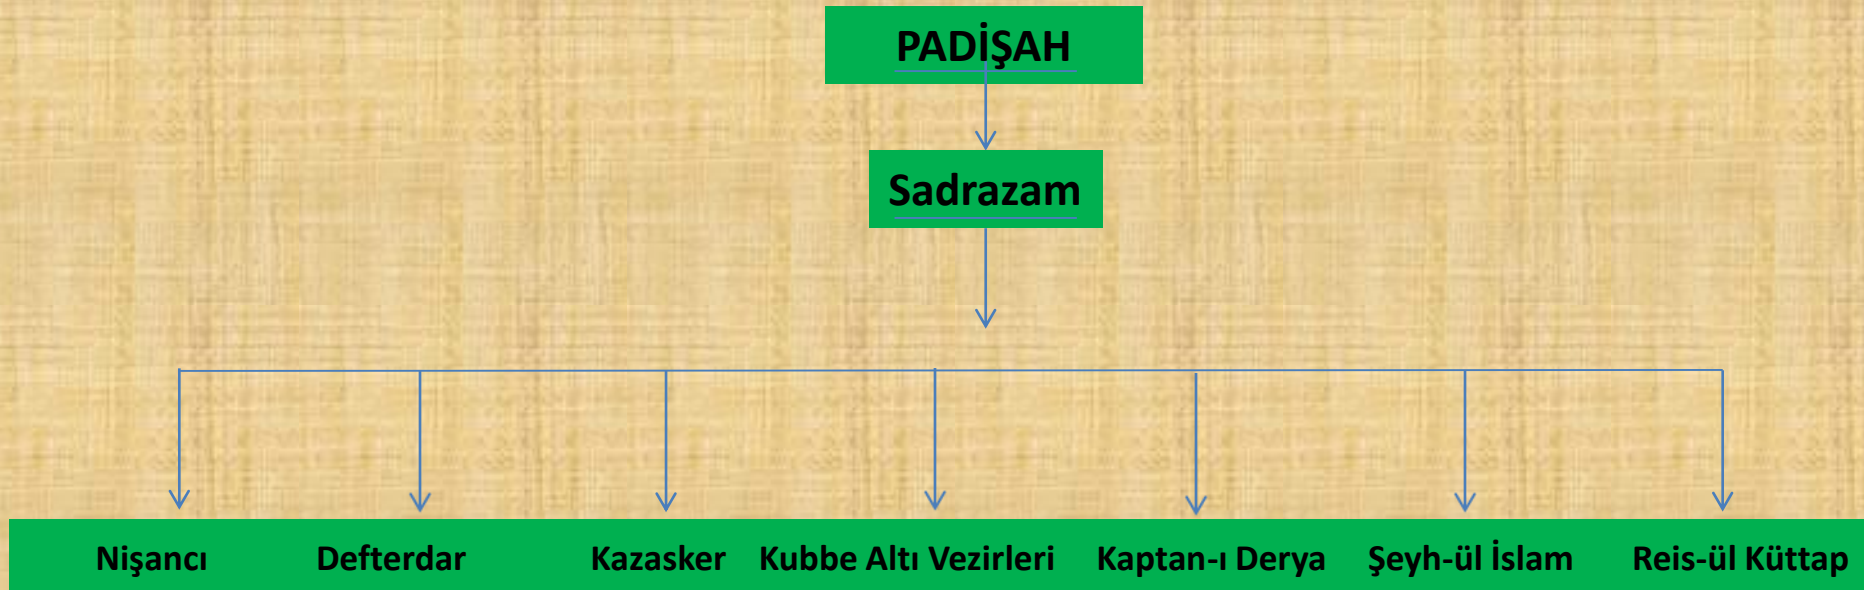 PADİŞAH
Sadrazam
Nişancı Defterdar Kazasker Kubbe Altı Vezirleri Kaptan-ı Derya Şeyh-ül İslam Reis-ül Küttap